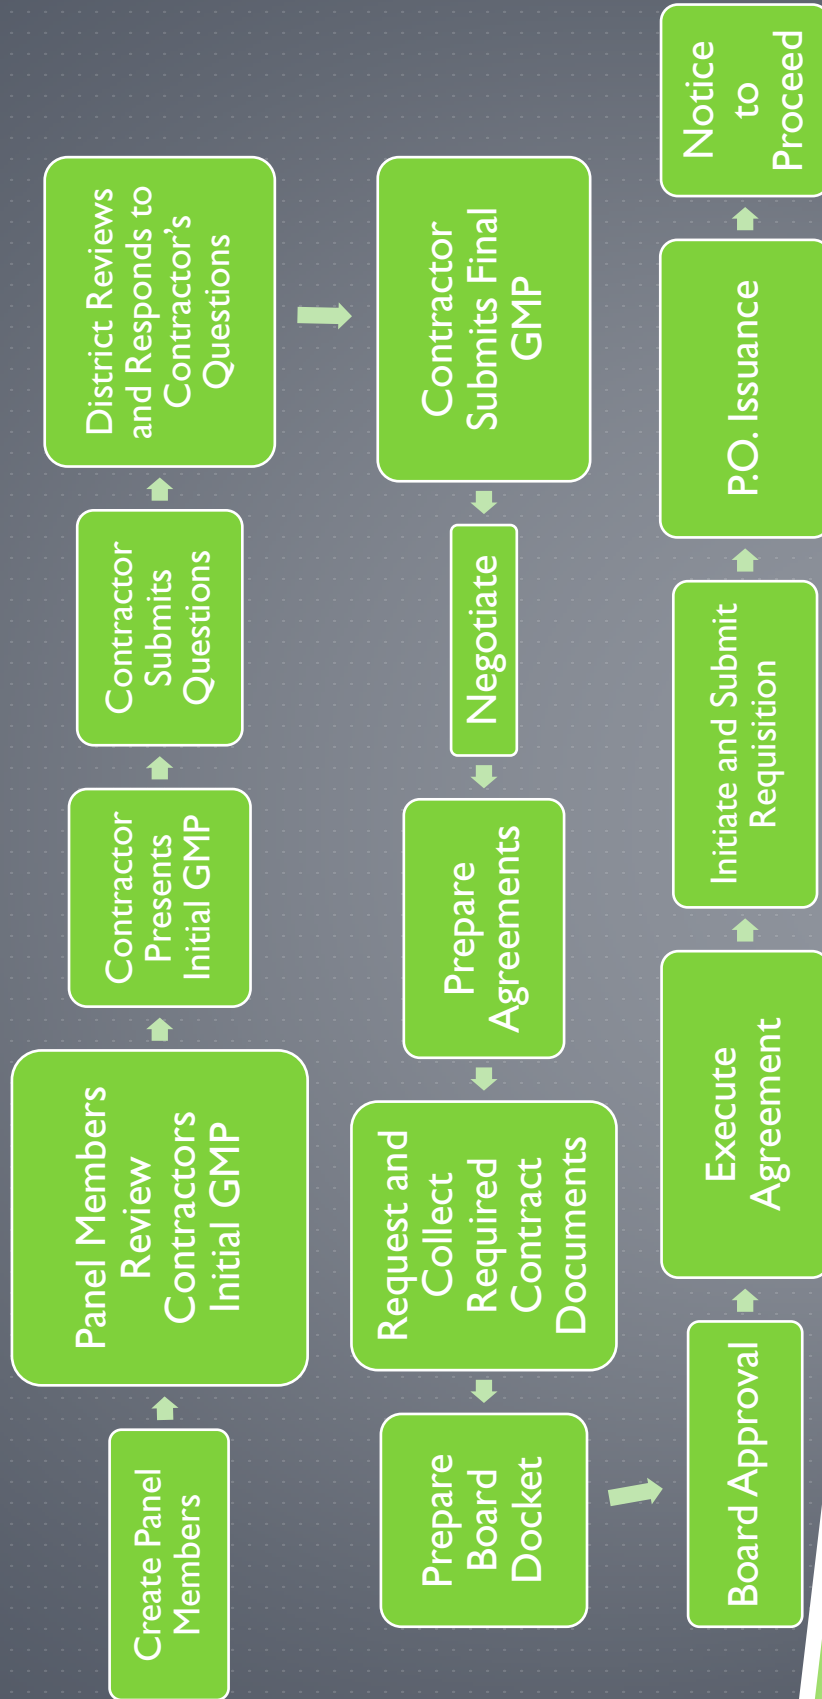 Create Panel
Members
Panel Members
Review
Contractors
Initial GMP
Contractor
Presents
Initial GMP
Contractor
Submits
Questions
District Reviews
and Responds to
Contractor’s
Questions
Contractor
Submits Final
GMP
Negotiate
Prepare
Agreements
Request and
Collect
Required
Contract
Documents
Prepare
Board
Docket
Board Approval
Execute
Agreement
Initiate and Submit
Requisition
P.O. Issuance
Notice
to
Proceed